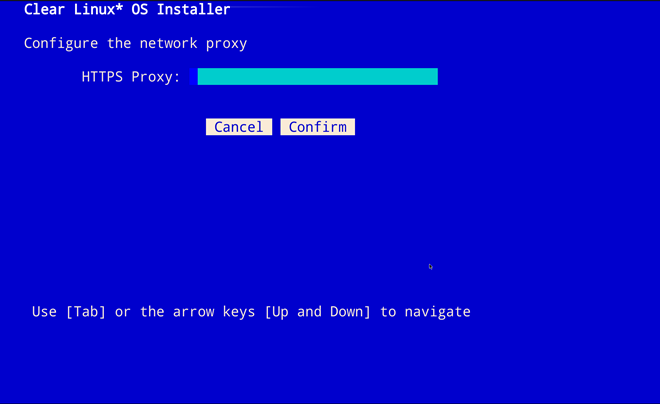 Clear Linux* OS Installer
Configure the network proxy
HTTPS Proxy:
Cancel Confirm
Use [Tab] or the arrow keys [Up and Down] to navigate